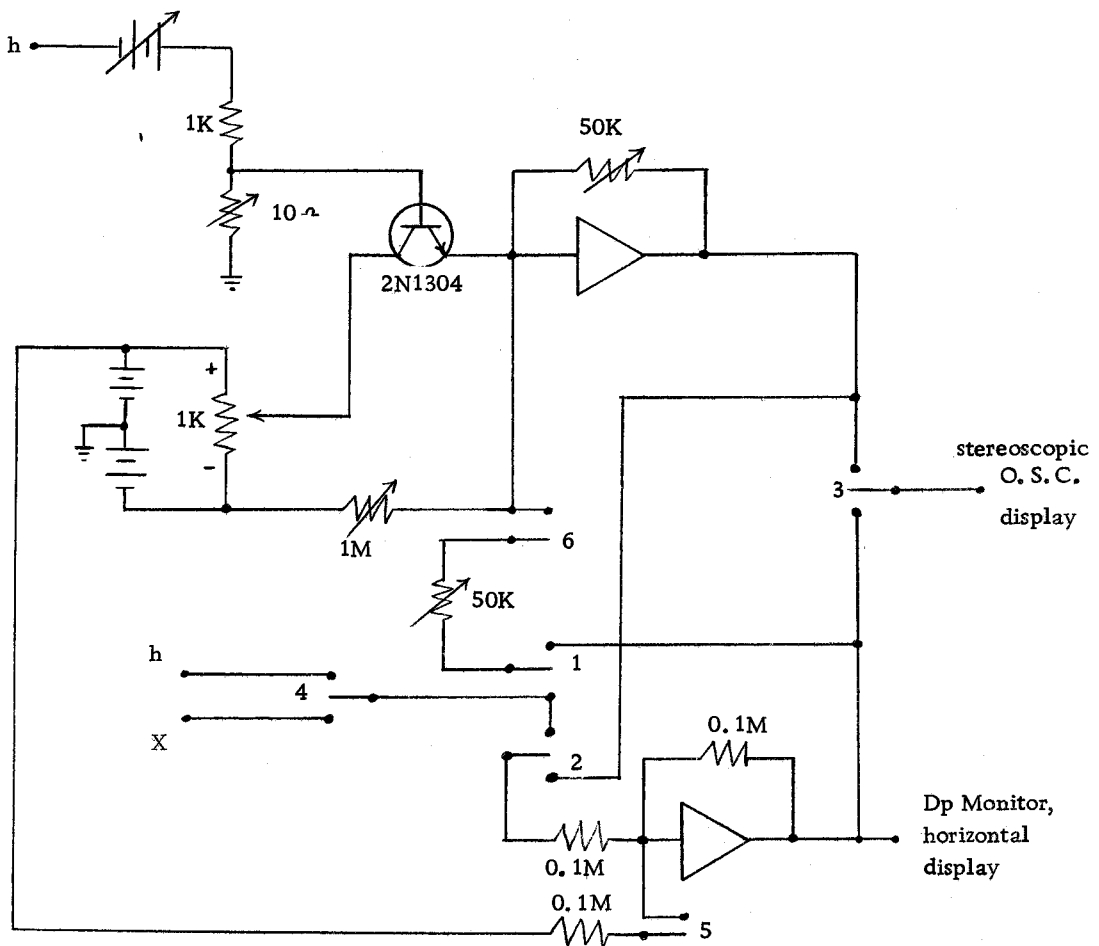 h
1K
50K
10 Ω
2N1304
+
1K
-
stereoscopic
O. S. C.
display
3
1M
6
50K
h
1
4
X
2
0. 1M
Dp Monitor,
horizontal
display
0. 1M
0. 1M
5